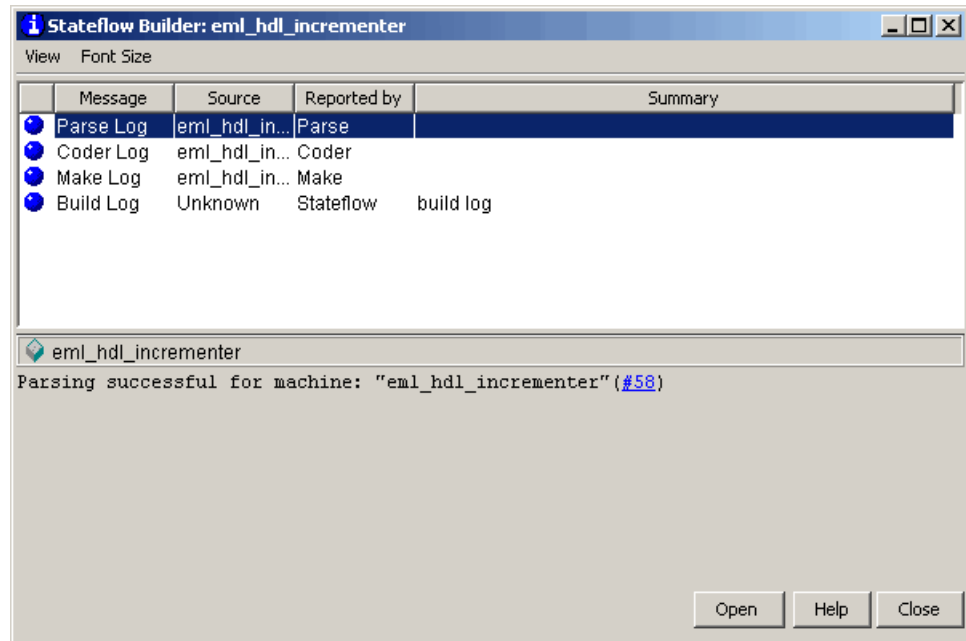 Stateflow Builder: eml_hdl_incrementer
View Font Size
Message Source Reported by Summary
Parse Log eml_hdl_in... Parse
Coder Log eml_hdl_in... Coder
Make Log eml_hdl_in... Make
Build Log Unknown Stateflow build log
eml_hdl_incrementer
Parsing successful for machine: "eml_hdl_incrementer"(#58)
Open Help Close